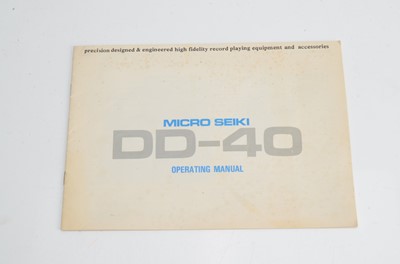 precision designed & engineered high fidelity record playing equipment and accessories
MICRO SEIKI
DD-40
OPERATING MANUAL